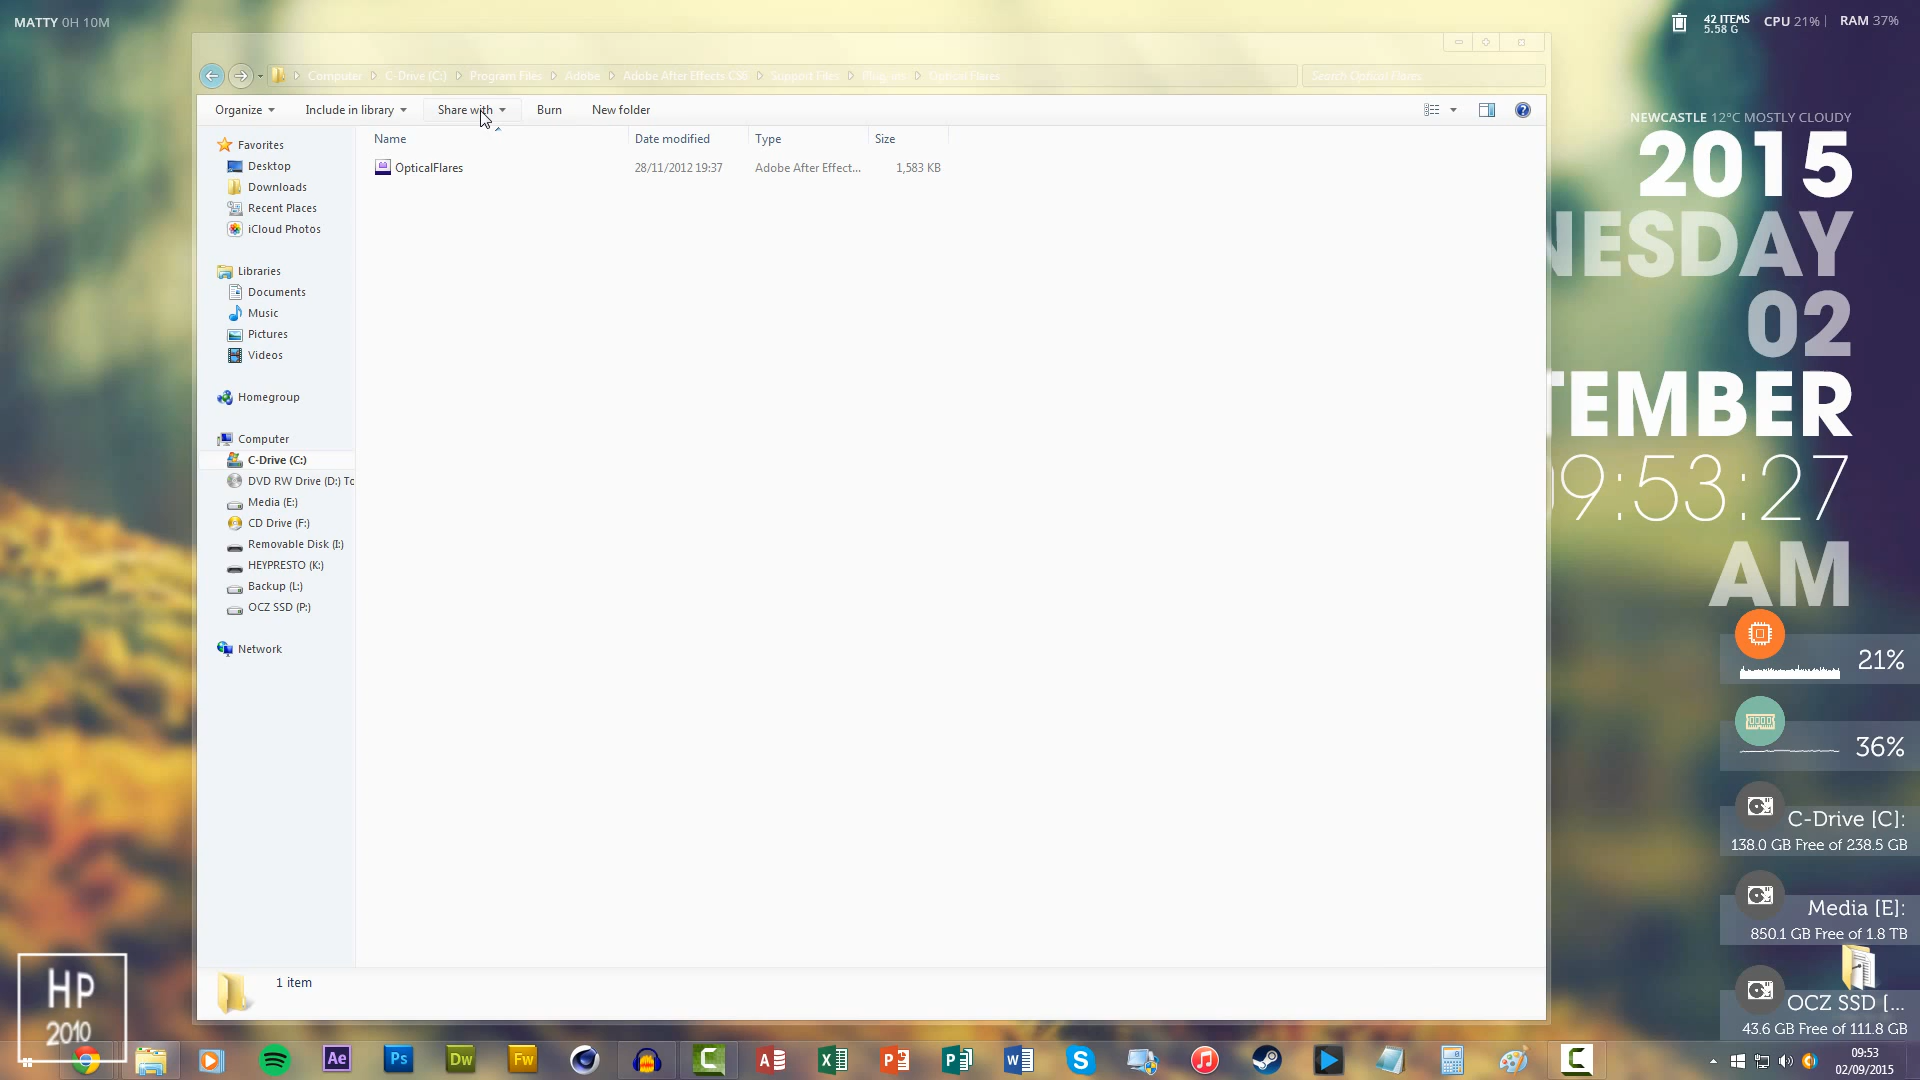 MATTY 0H 10M
42 ITEMS
5.58 G
CPU 21% | RAM 37%
Computer C-Drive (C:) Program Files Adobe Adobe After Effects CS6 Support Files Plug-ins Optical Flares
Search Optical Flares
Organize Include in library Share with Burn New folder
Name Date modified Type Size
OpticalFlares 28/11/2012 19:37 Adobe After Effect... 1,583 KB
Favorites
Desktop
Downloads
Recent Places
iCloud Photos
Libraries
Documents
Music
Pictures
Videos
Homegroup
Computer
C-Drive (C:)
DVD RW Drive (D:) To
Media (E:)
CD Drive (F:)
Removable Disk (I:)
HEYPRESTO (K:)
Backup (L:)
OCZ SSD (P:)
Network
1 item
NEWCASTLE 12°C MOSTLY CLOUDY
2015
NESDAY
02
TEMBER
09:53:27
AM
21%
36%
C-Drive [C]:
138.0 GB Free of 238.5 GB
Media [E]:
850.1 GB Free of 1.8 TB
OCZ SSD [...
43.6 GB Free of 111.8 GB
HP
2010
Ae Ps Dw Fw
09:53
02/09/2015